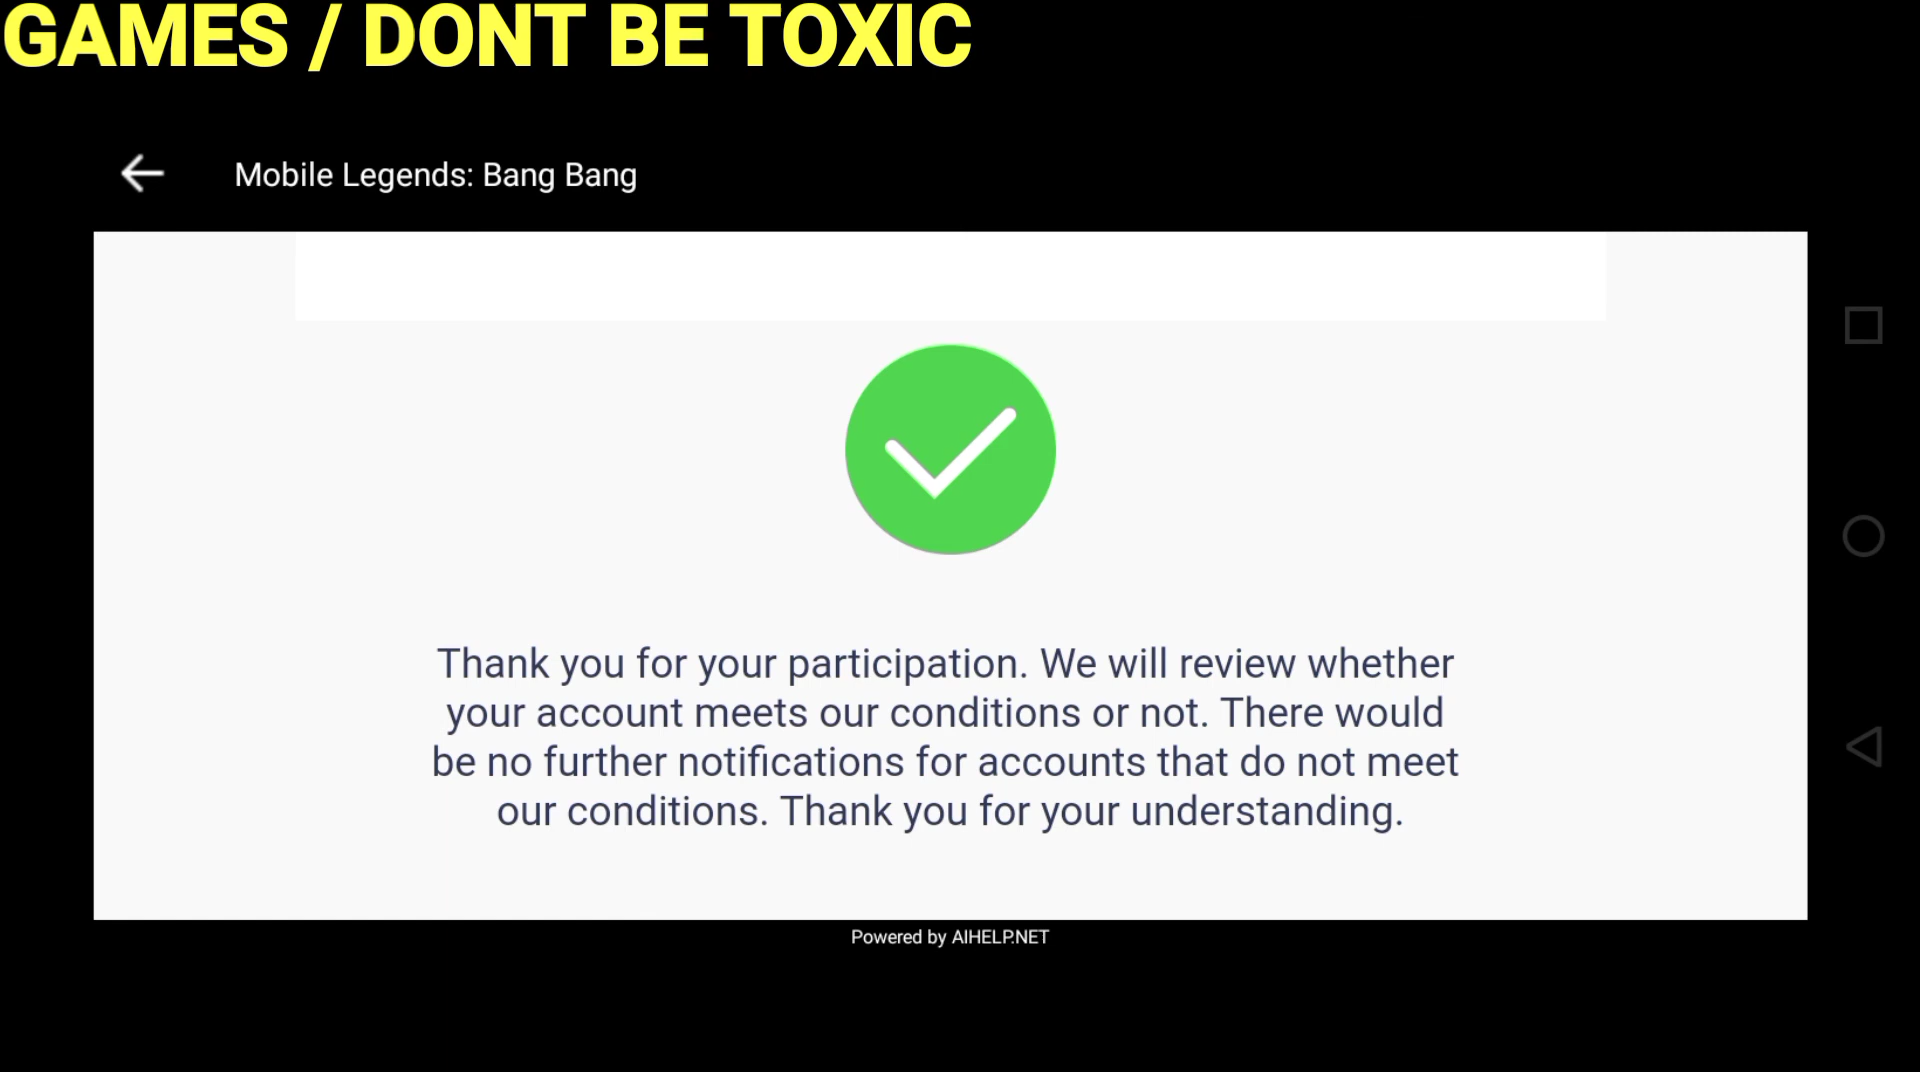 GAMES / DONT BE TOXIC
Mobile Legends: Bang Bang
Thank you for your participation. We will review whether
your account meets our conditions or not. There would
be no further notifications for accounts that do not meet
our conditions. Thank you for your understanding.
Powered by AIHELP.NET